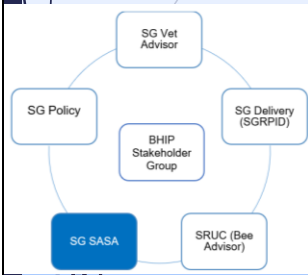 SG Vet
Advisor
SG Policy
SG Delivery
(SGRPID)
BHIP
Stakeholder
Group
SG SASA
SRUC (Bee
Advisor)